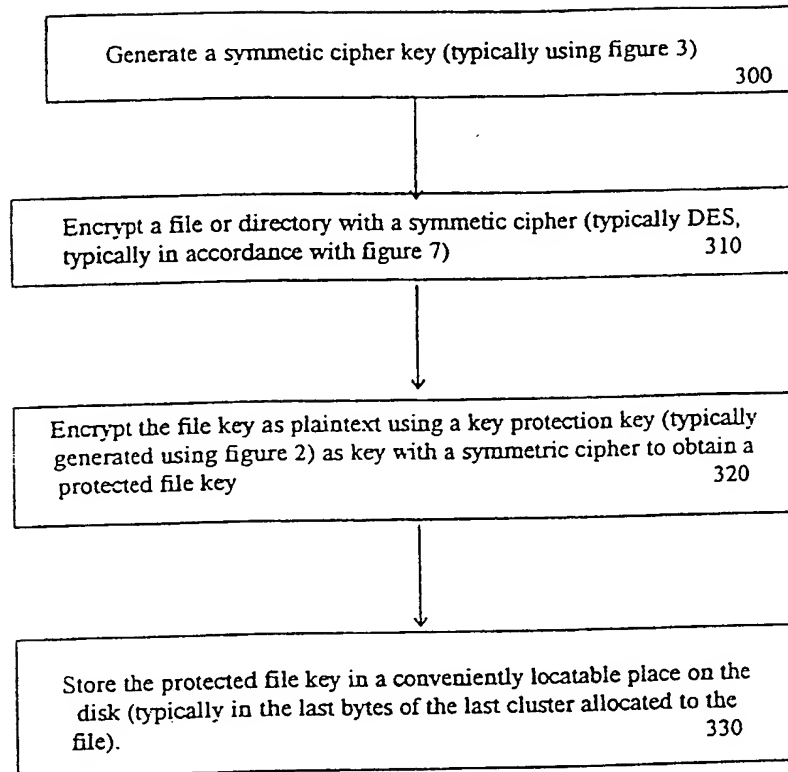 Generate a symmetic cipher key (typically using figure 3)
300
Encrypt a file or directory with a symmetic cipher (typically DES,
typically in accordance with figure 7) 310
Encrypt the file key as plaintext using a key protection key (typically
generated using figure 2) as key with a symmetric cipher to obtain a
protected file key 320
Store the protected file key in a conveniently locatable place on the
disk (typically in the last bytes of the last cluster allocated to the
file). 330